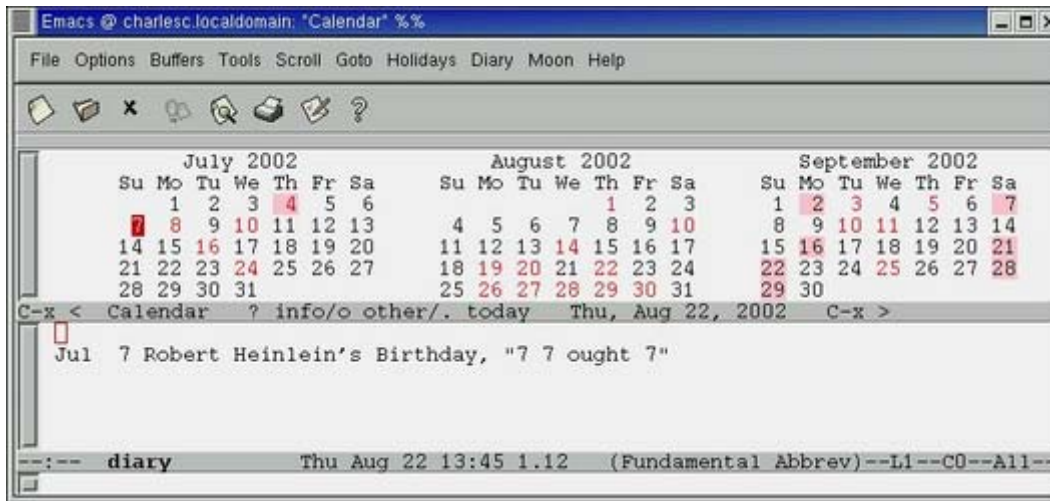 Emacs @ charlesc.localdomain: "Calendar" %%
File Options Buffers Tools Scroll Goto Holidays Diary Moon Help
July 2002 August 2002 September 2002
Su Mo Tu We Th Fr Sa Su Mo Tu We Th Fr Sa Su Mo Tu We Th Fr Sa
1 2 3 4 5 6 1 2 3 1 2 3 4 5 6 7
7 8 9 10 11 12 13 4 5 6 7 8 9 10 8 9 10 11 12 13 14
14 15 16 17 18 19 20 11 12 13 14 15 16 17 15 16 17 18 19 20 21
21 22 23 24 25 26 27 18 19 20 21 22 23 24 22 23 24 25 26 27 28
28 29 30 31 25 26 27 28 29 30 31 29 30
C-x < Calendar ? info/o other/. today Thu, Aug 22, 2002 C-x >
Jul 7 Robert Heinlein's Birthday, "7 7 ought 7"
--:-- diary Thu Aug 22 13:45 1.12 (Fundamental Abbrev)--L1--C0--All--